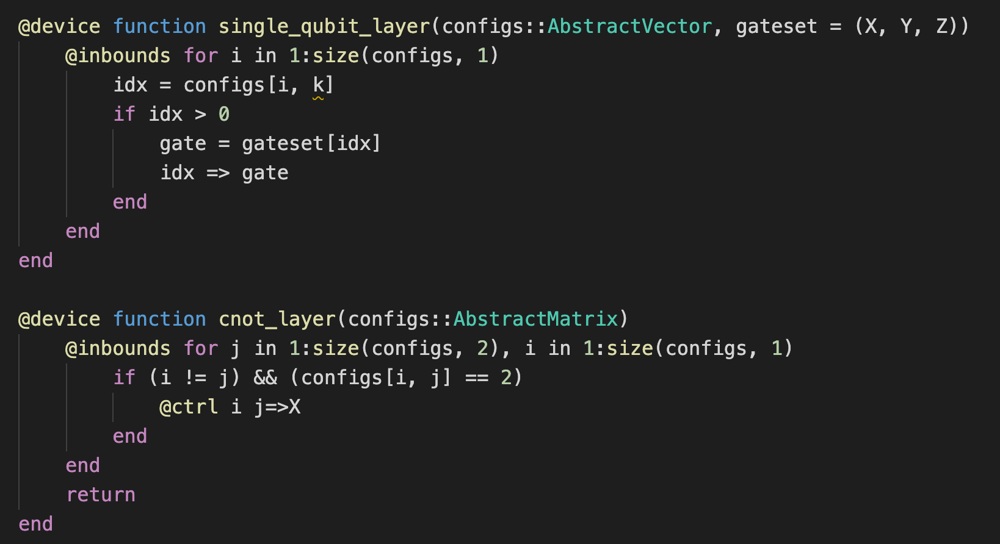 @device function single_qubit_layer(configs::AbstractVector, gateset = (X, Y, Z))
    @inbounds for i in 1:size(configs, 1)
        idx = configs[i, k]
        if idx > 0
            gate = gateset[idx]
            idx => gate
        end
    end
end

@device function cnot_layer(configs::AbstractMatrix)
    @inbounds for j in 1:size(configs, 2), i in 1:size(configs, 1)
        if (i != j) && (configs[i, j] == 2)
            @ctrl i j=>X
        end
    end
    return
end